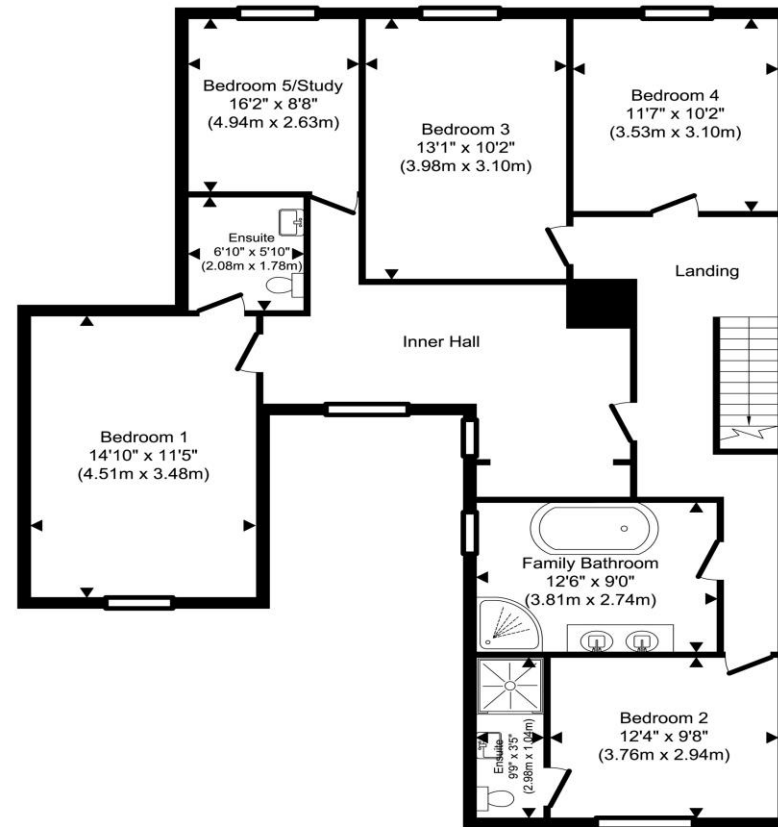 Bedroom 5/Study
16'2" x 8'8"
(4.94m x 2.63m)
Bedroom 3
13'1" x 10'2"
(3.98m x 3.10m)
Bedroom 4
11'7" x 10'2"
(3.53m x 3.10m)
Ensuite
6'10" x 5'10"
(2.08m x 1.78m)
Landing
Inner Hall
Bedroom 1
14'10" x 11'5"
(4.51m x 3.48m)
Family Bathroom
12'6" x 9'0"
(3.81m x 2.74m)
Ensuite
9'9" x 3'5"
(2.98m x 1.04m)
Bedroom 2
12'4" x 9'8"
(3.76m x 2.94m)